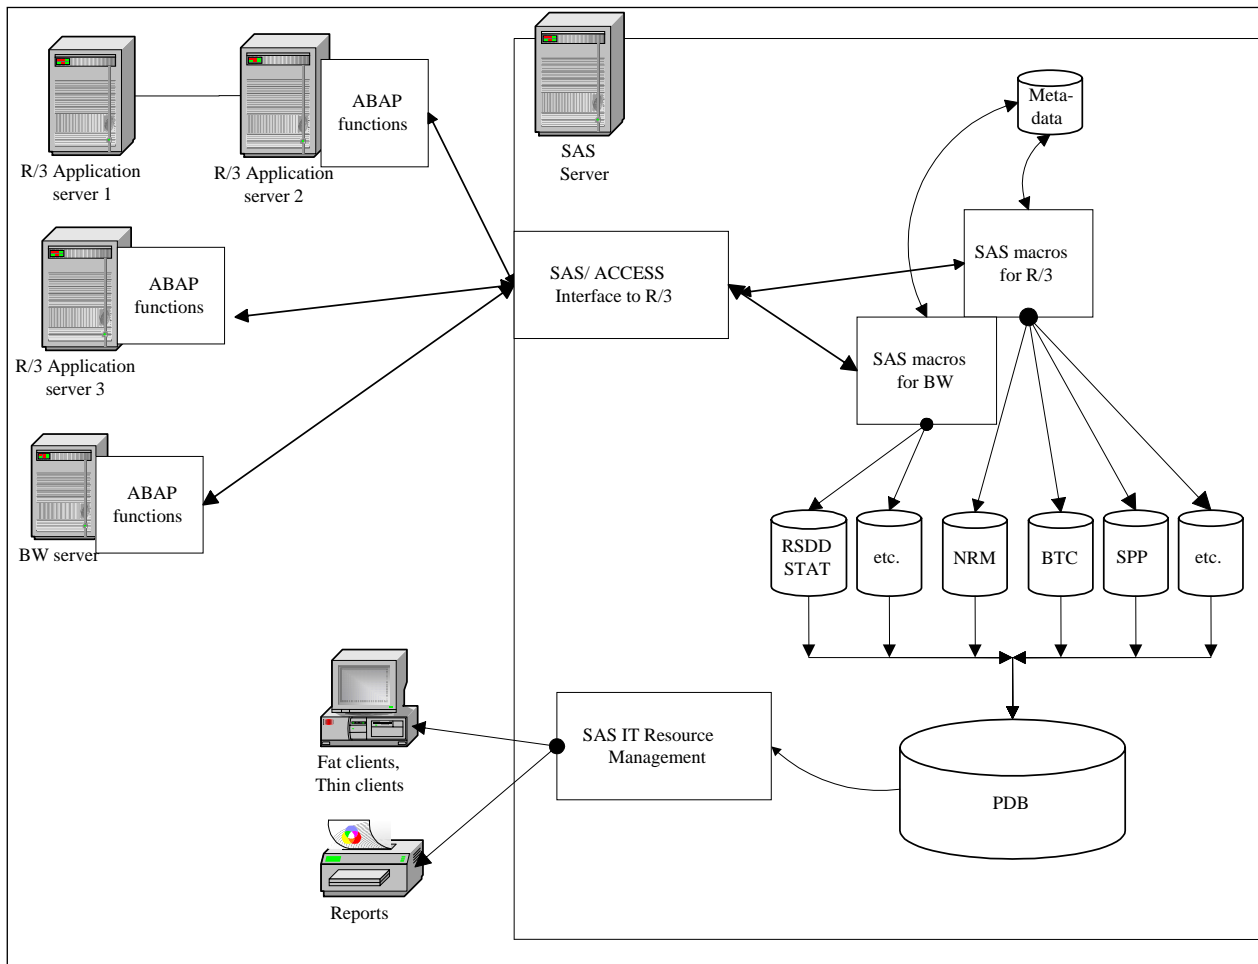 ABAP
functions
R/3 Application
server 1
R/3 Application
server 2
SAS
Server
Meta-
data
ABAP
functions
R/3 Application
server 3
SAS/ ACCESS
Interface to R/3
SAS macros
for R/3
SAS macros
for BW
ABAP
functions
BW server
RSDD
STAT
etc.
NRM
BTC
SPP
etc.
SAS IT Resource
Management
Fat clients,
Thin clients
PDB
Reports